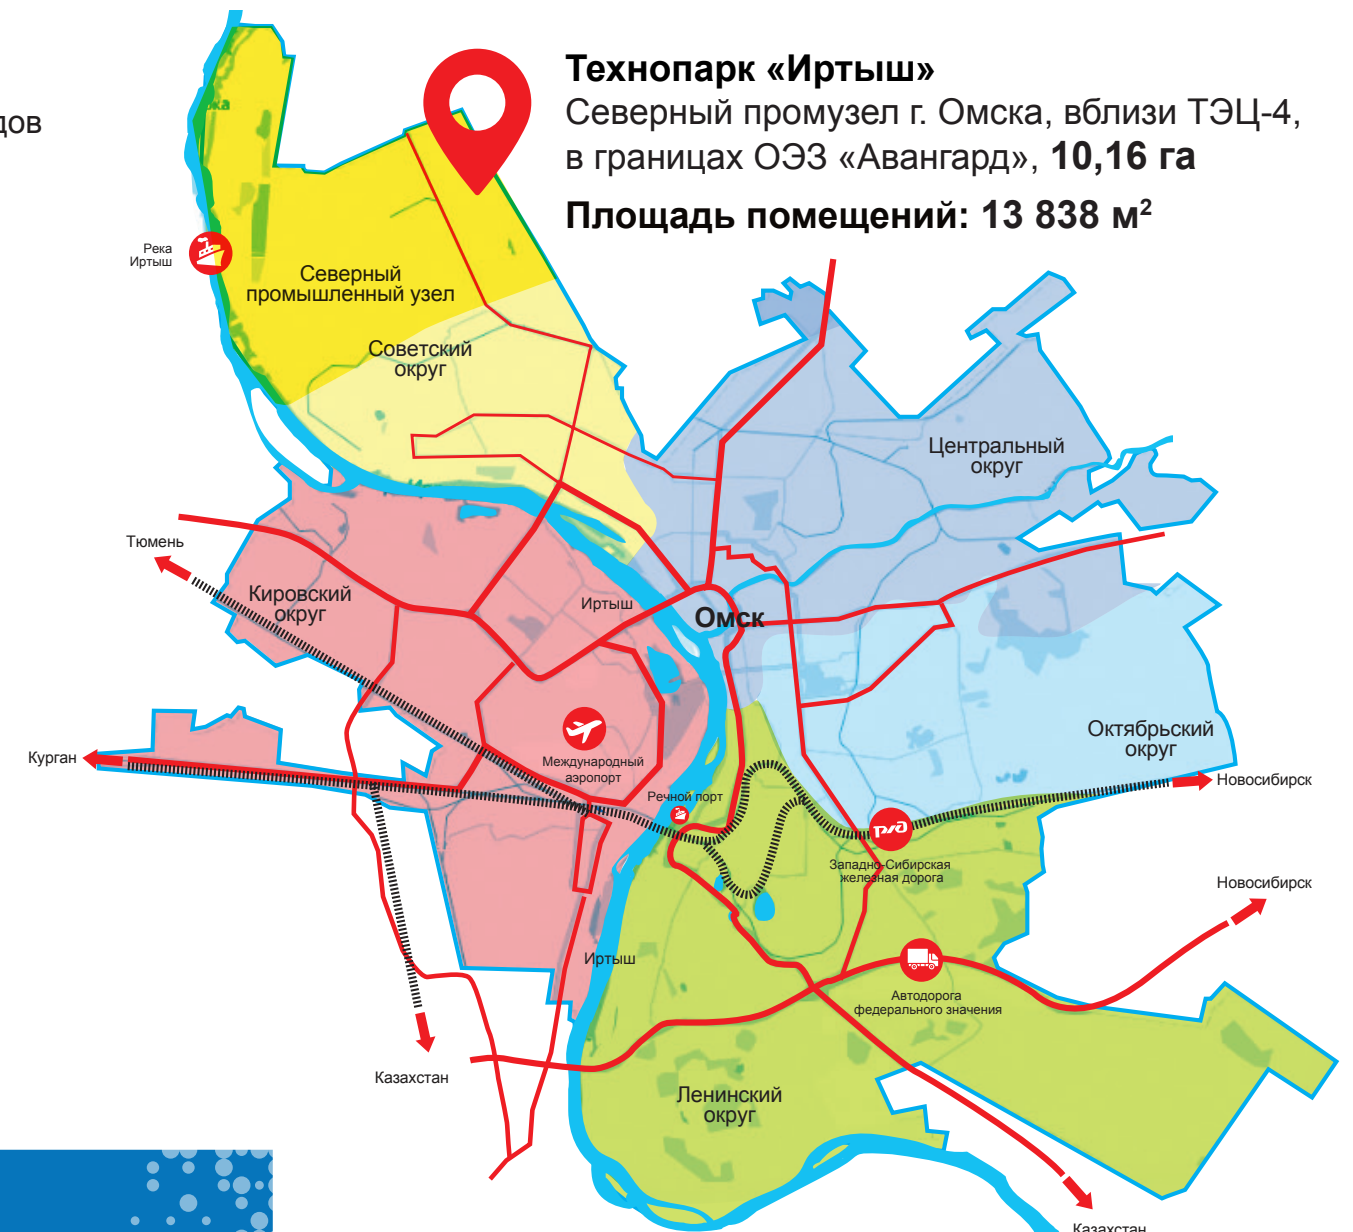 Технопарк «Иртыш»
Северный промузел г. Омска, вблизи ТЭЦ-4,
в границах ОЭЗ «Авангард», 10,16 га
Площадь помещений: 13 838 м²
дов
ка
Река
Иртыш
Северный
промышленный узел
Советский
округ
Центральный
округ
Тюмень
Кировский
округ
Иртыш
Омск
Октябрьский
округ
Курган
Международный
аэропорт
Речной порт
Новосибирск
ржд
Западно-Сибирская
железная дорога
Новосибирск
Иртыш
Автодорога
федерального значения
Казахстан
Ленинский
округ
Казахстан